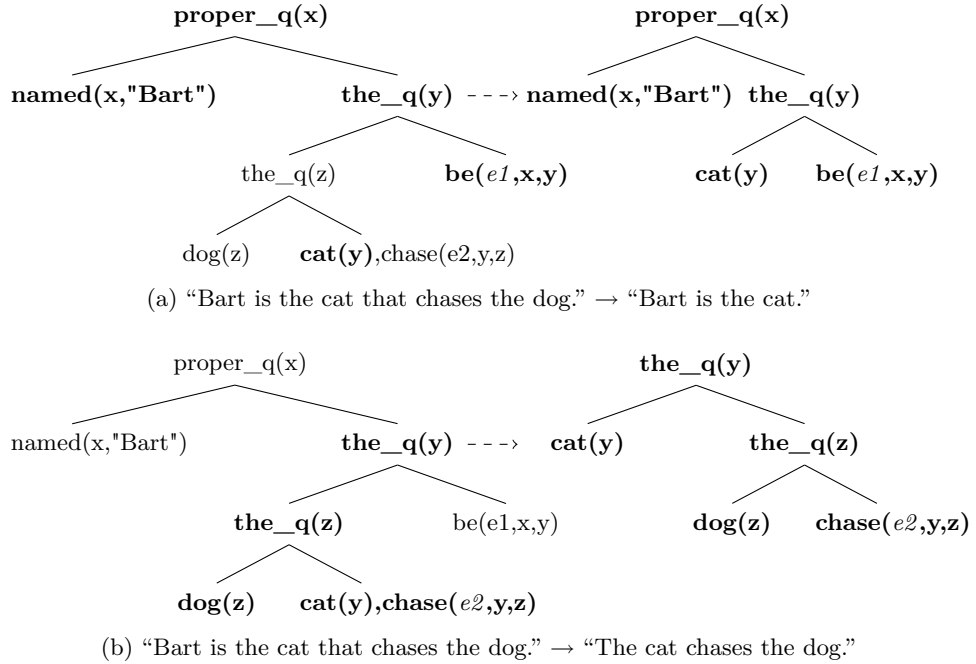 proper_q(x) proper_q(x)
named(x,"Bart") the_q(y) named(x,"Bart") the_q(y)
the_q(z) be(e1,x,y) cat(y) be(e1,x,y)
dog(z) cat(y),chase(e2,y,z)
(a) “Bart is the cat that chases the dog.” → “Bart is the cat.”
proper_q(x) the_q(y)
named(x,"Bart") the_q(y) cat(y) the_q(z)
the_q(z) be(e1,x,y) dog(z) chase(e2,y,z)
dog(z) cat(y),chase(e2,y,z)
(b) “Bart is the cat that chases the dog.” → “The cat chases the dog.”